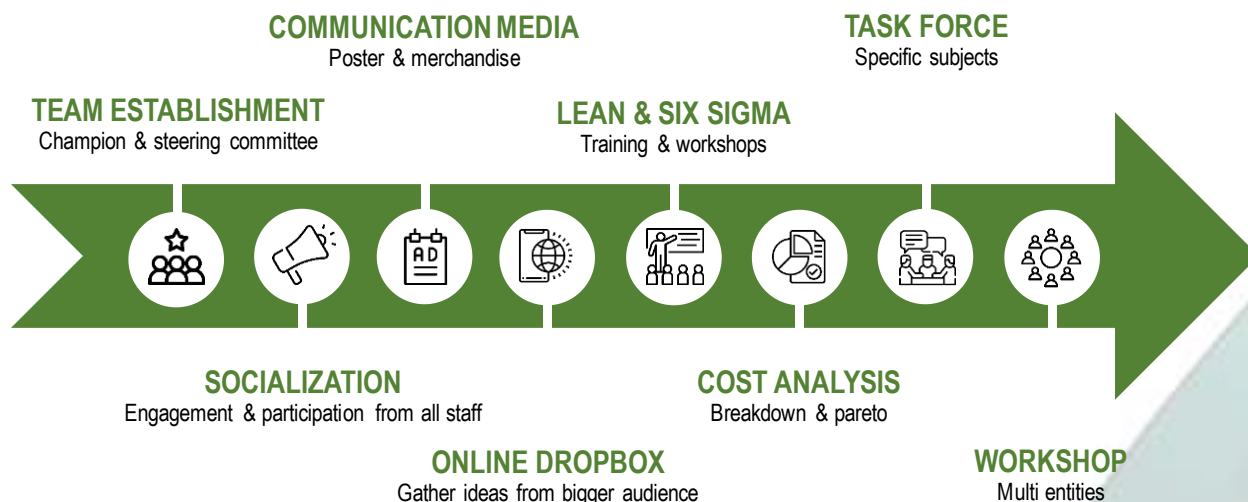 COMMUNICATION MEDIA
Poster & merchandise
TASK FORCE
Specific subjects
TEAM ESTABLISHMENT
Champion & steering committee
LEAN & SIX SIGMA
Training & workshops
AD
SOCIALIZATION
Engagement & participation from all staff
COST ANALYSIS
Breakdown & pareto
ONLINE DROPBOX
Gather ideas from bigger audience
WORKSHOP
Multi entities